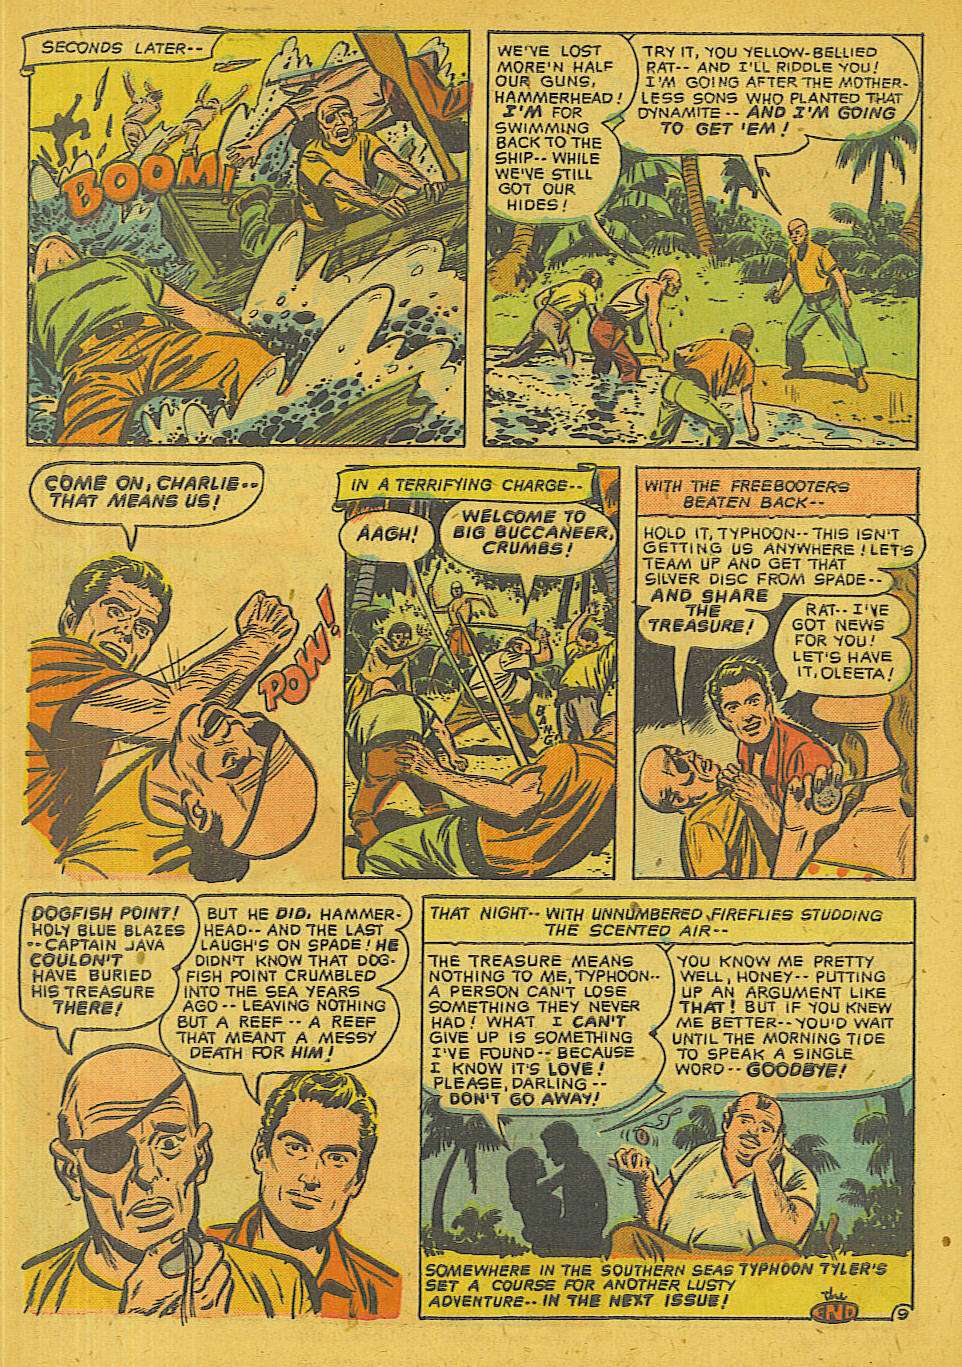 SECONDS LATER--
BOOM!
WE'VE LOST
MORE'N HALF
OUR GUNS,
HAMMERHEAD!
I'M FOR
SWIMMING
BACK TO THE
SHIP-- WHILE
WE'VE STILL
GOT OUR
HIDES!
TRY IT, YOU YELLOW-BELLIED
RAT-- AND I'LL RIDDLE YOU!
I'M GOING AFTER THE MOTHER-
LESS SONS WHO PLANTED THAT
DYNAMITE-- AND I'M GOING
TO GET 'EM!
COME ON, CHARLIE--
THAT MEANS US!
POW!
IN A TERRIFYING CHARGE--
AAGH!
WELCOME TO
BIG BUCCANEER,
CRUMBS!
BANG
WITH THE FREEBOOTERS
BEATEN BACK--
HOLD IT, TYPHOON-- THIS ISN'T
GETTING US ANYWHERE! LET'S
TEAM UP AND GET THAT
SILVER DISC FROM SPADE--
AND SHARE
THE
TREASURE!
RAT-- I'VE
GOT NEWS
FOR YOU!
LET'S HAVE
IT, OLEETA!
DOGFISH POINT!
HOLY BLUE BLAZES
-- CAPTAIN JAVA
COULDN'T
HAVE BURIED
HIS TREASURE
THERE!
BUT HE DID, HAMMER-
HEAD-- AND THE LAST
LAUGH'S ON SPADE! HE
DIDN'T KNOW THAT DOG-
FISH POINT CRUMBLED
INTO THE SEA YEARS
AGO-- LEAVING NOTHING
BUT A REEF -- A REEF
THAT MEANT A MESSY
DEATH FOR HIM!
THAT NIGHT-- WITH UNNUMBERED FIREFLIES STUDDING
THE SCENTED AIR--
THE TREASURE MEANS
NOTHING TO ME, TYPHOON--
A PERSON CAN'T LOSE
SOMETHING THEY NEVER
HAD! WHAT I CAN'T
GIVE UP IS SOMETHING
I'VE FOUND-- BECAUSE
I KNOW IT'S LOVE!
PLEASE, DARLING --
DON'T GO AWAY!
YOU KNOW ME PRETTY
WELL, HONEY-- PUTTING
UP AN ARGUMENT LIKE
THAT! BUT IF YOU KNEW
ME BETTER-- YOU'D WAIT
UNTIL THE MORNING TIDE
TO SPEAK A SINGLE
WORD-- GOODBYE!
SOMEWHERE IN THE SOUTHERN SEAS TYPHOON TYLER'S
SET A COURSE FOR ANOTHER LUSTY
ADVENTURE-- IN THE NEXT ISSUE!
the
END
9